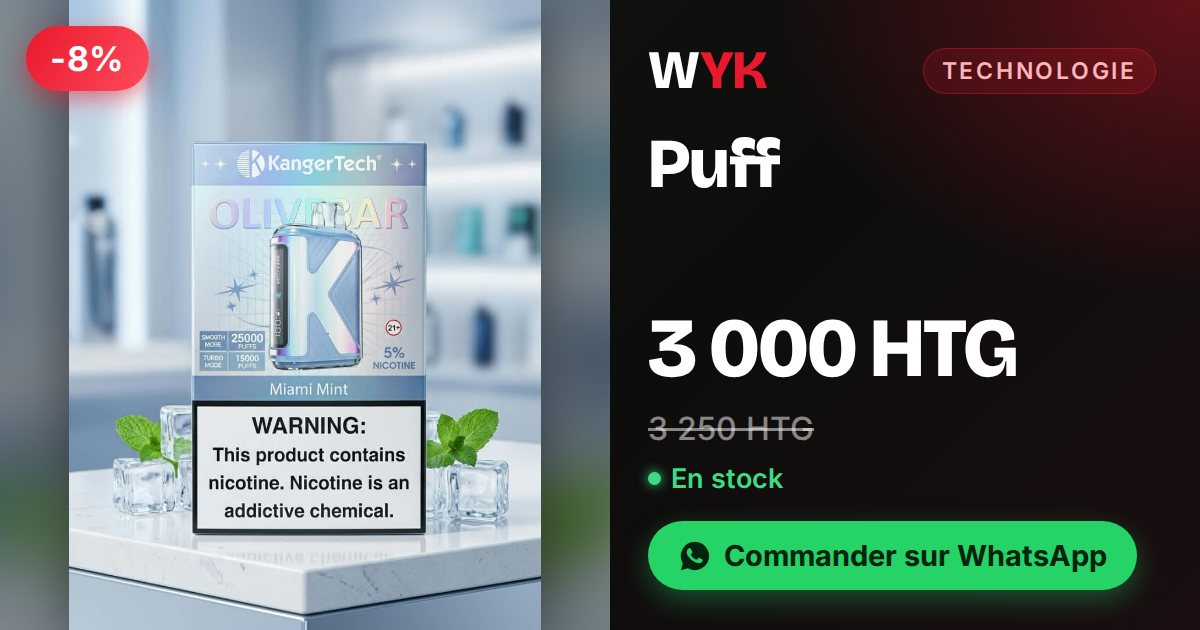 -8%
KangerTech
OLIVEBAR
SMOOTH MODE 25000 PUFFS
TURBO MODE 15000 PUFFS
21+
5%
NICOTINE
Miami Mint
WARNING:
This product contains
nicotine. Nicotine is an
addictive chemical.
WYK
TECHNOLOGIE
Puff
3 000 HTG
3 250 HTG
En stock
Commander sur WhatsApp